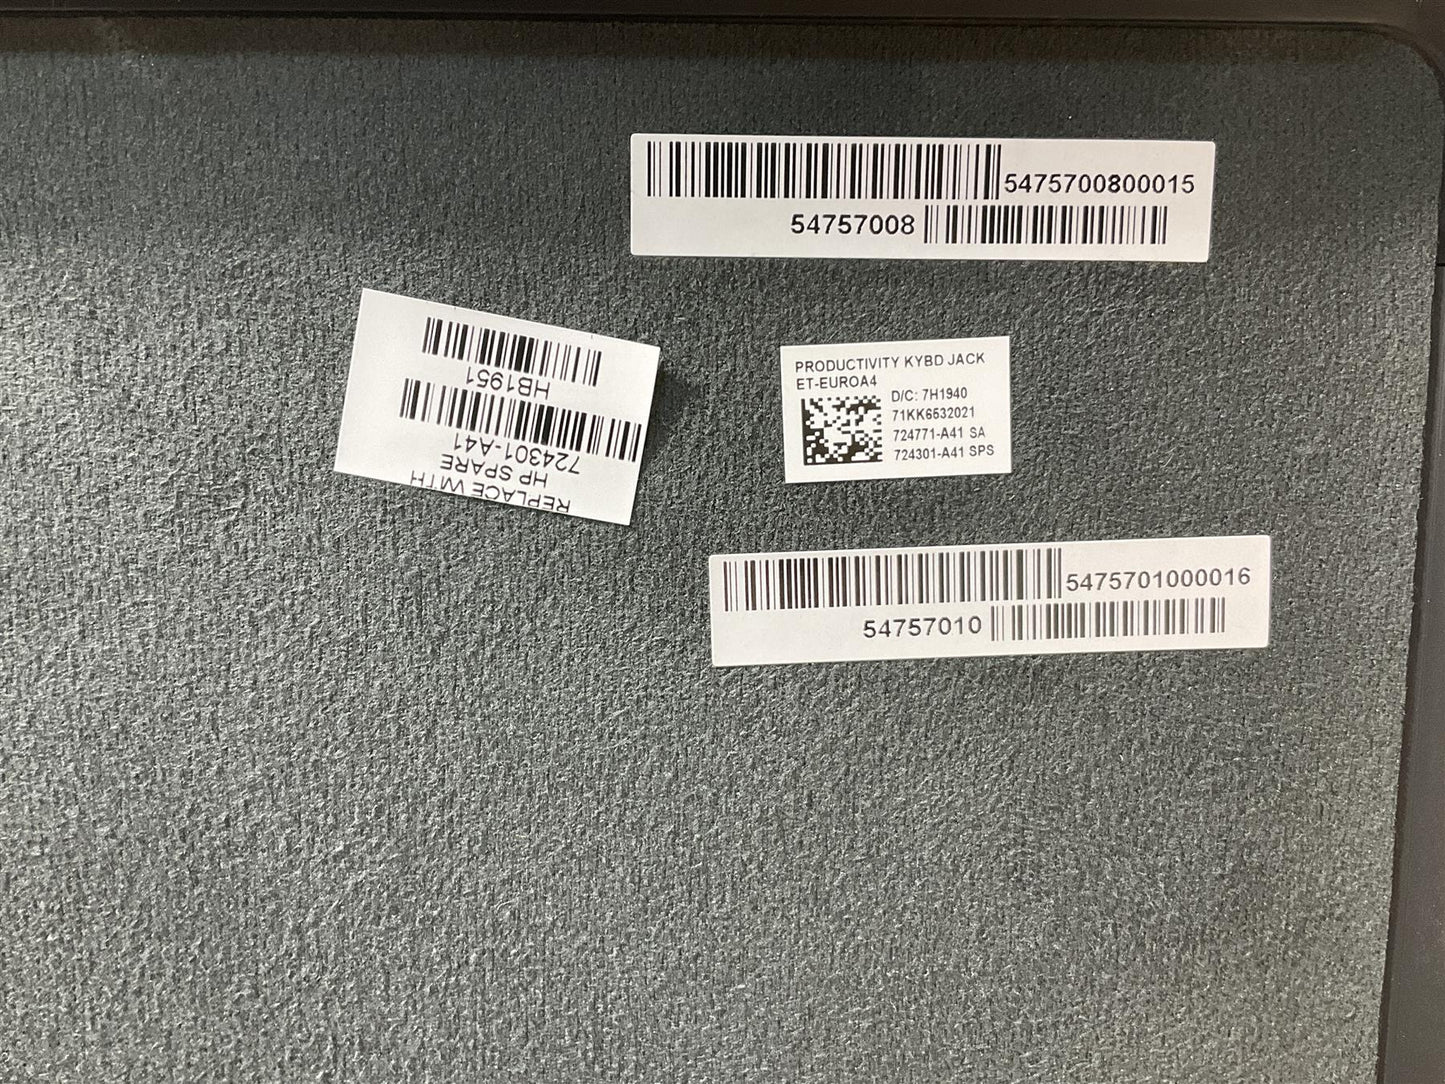 5475700800015
54757008
REPLACE WITH
HP SPARE
724301-A41
HB1951
PRODUCTIVITY KYBD JACK
ET-EUROA4
D/C: 7H1940
71KK6532021
724771-A41 SA
724301-A41 SPS
5475701000016
54757010